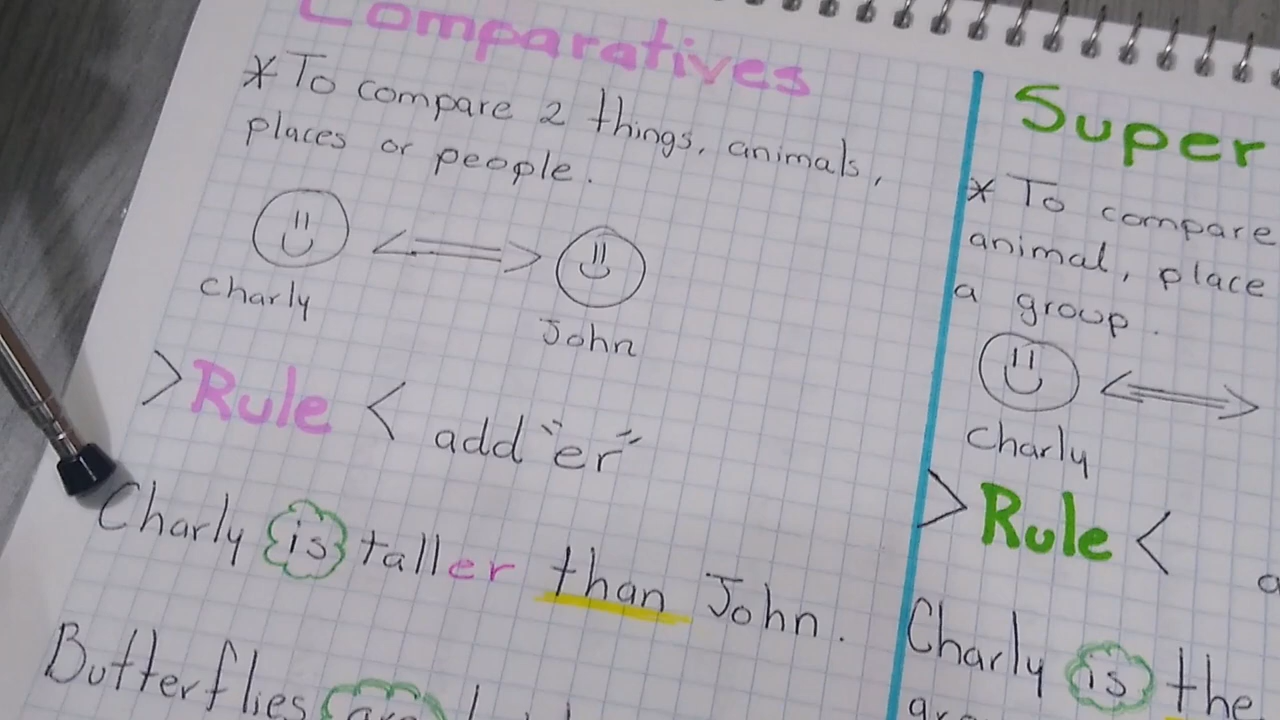 Comparatives
* To compare 2 things, animals,
places or people.
Charly
John
> Rule < add "er"
Charly is taller than John.
Butterflies are
Super
* To compare
animal, place
a group.
Charly
> Rule <
Charly is the